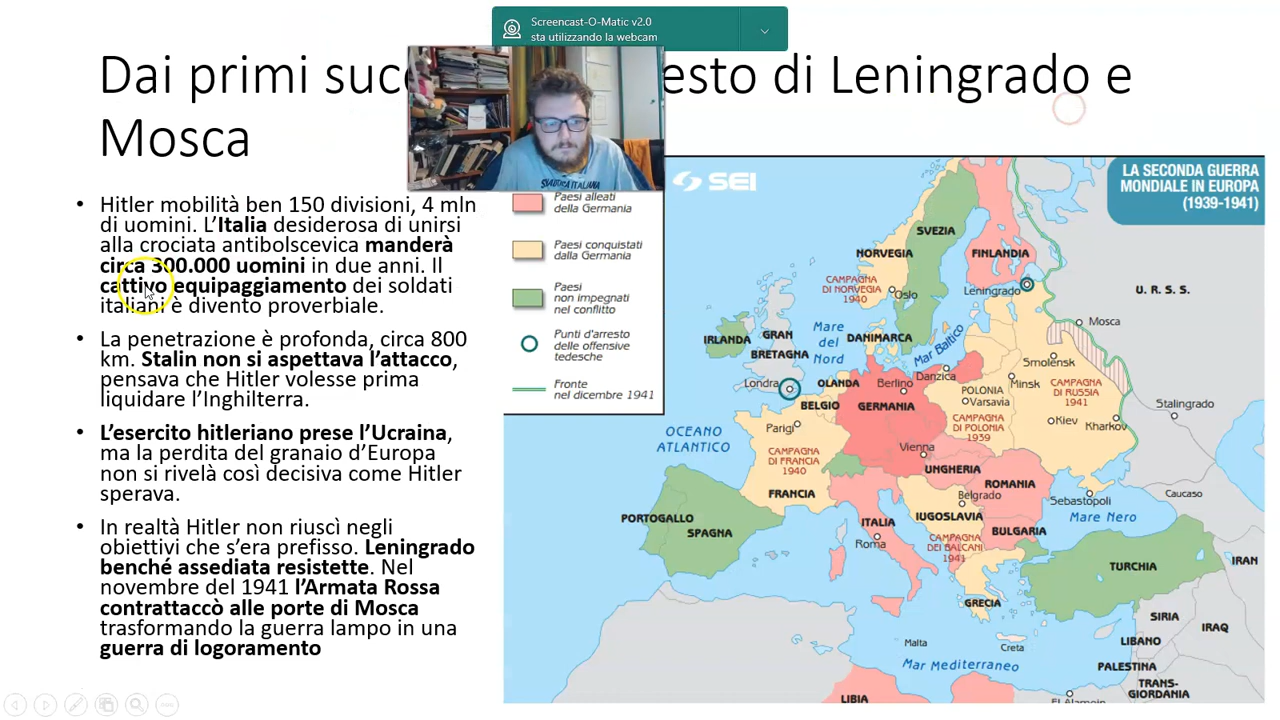 Screencast-O-Matic v2.0
sta utilizzando la webcam
Dai primi suc esto di Leningrado e
Mosca
• Hitler mobilità ben 150 divisioni, 4 mln
di uomini. L’Italia desiderosa di unirsi
alla crociata antibolscevica manderà
circa 300.000 uomini in due anni. Il
cattivo equipaggiamento dei soldati
italiani è divento proverbiale.
• La penetrazione è profonda, circa 800
km. Stalin non si aspettava l’attacco,
pensava che Hitler volesse prima
liquidare l’Inghilterra.
• L’esercito hitleriano prese l’Ucraina,
ma la perdita del granaio d’Europa
non si rivelà così decisiva come Hitler
sperava.
• In realtà Hitler non riuscì negli
obiettivi che s’era prefisso. Leningrado
benché assediata resistette. Nel
novembre del 1941 l’Armata Rossa
contrattaccò alle porte di Mosca
trasformando la guerra lampo in una
guerra di logoramento
SVALVOLA ITALIANA
SEI
LA SECONDA GUERRA
MONDIALE IN EUROPA
(1939-1941)
Paesi alleati
della Germania
Paesi conquistati
della Germania
Paesi
non impegnati
nel conflitto
Punti d'arresto
delle offensive
tedesche
Fronte
nel dicembre 1941
SVEZIA
NORVEGIA
FINLANDIA
CAMPAGNA
DI NORVEGIA
1940
Oslo
Leningrado
U. R. S. S.
Mosca
IRLANDA
GRAN
BRETAGNA
Mare
del
Nord
DANIMARCA
Mar Baltico
Smolensk
Londra
OLANDA
Berlino
Danzica
Minsk
BELGIO
GERMANIA
POLONIA
Varsavia
CAMPAGNA
DI RUSSIA
1941
Stalingrado
Parigi
CAMPAGNA
DI POLONIA
1939
Kiev
Kharkov
OCEANO
ATLANTICO
Vienna
CAMPAGNA
DI FRANCIA
1940
UNGHERIA
ROMANIA
FRANCIA
Belgrado
Sebastopoli
Caucaso
PORTOGALLO
SPAGNA
ITALIA
Roma
IUGOSLAVIA
BULGARIA
Mare Nero
CAMPAGNA
DEI BALCANI
1941
TURCHIA
IRAN
GRECIA
SIRIA
IRAQ
Malta
Creta
LIBANO
Mar Mediterraneo
PALESTINA
TRANS-
GIORDANIA
LIBIA
El Alamein